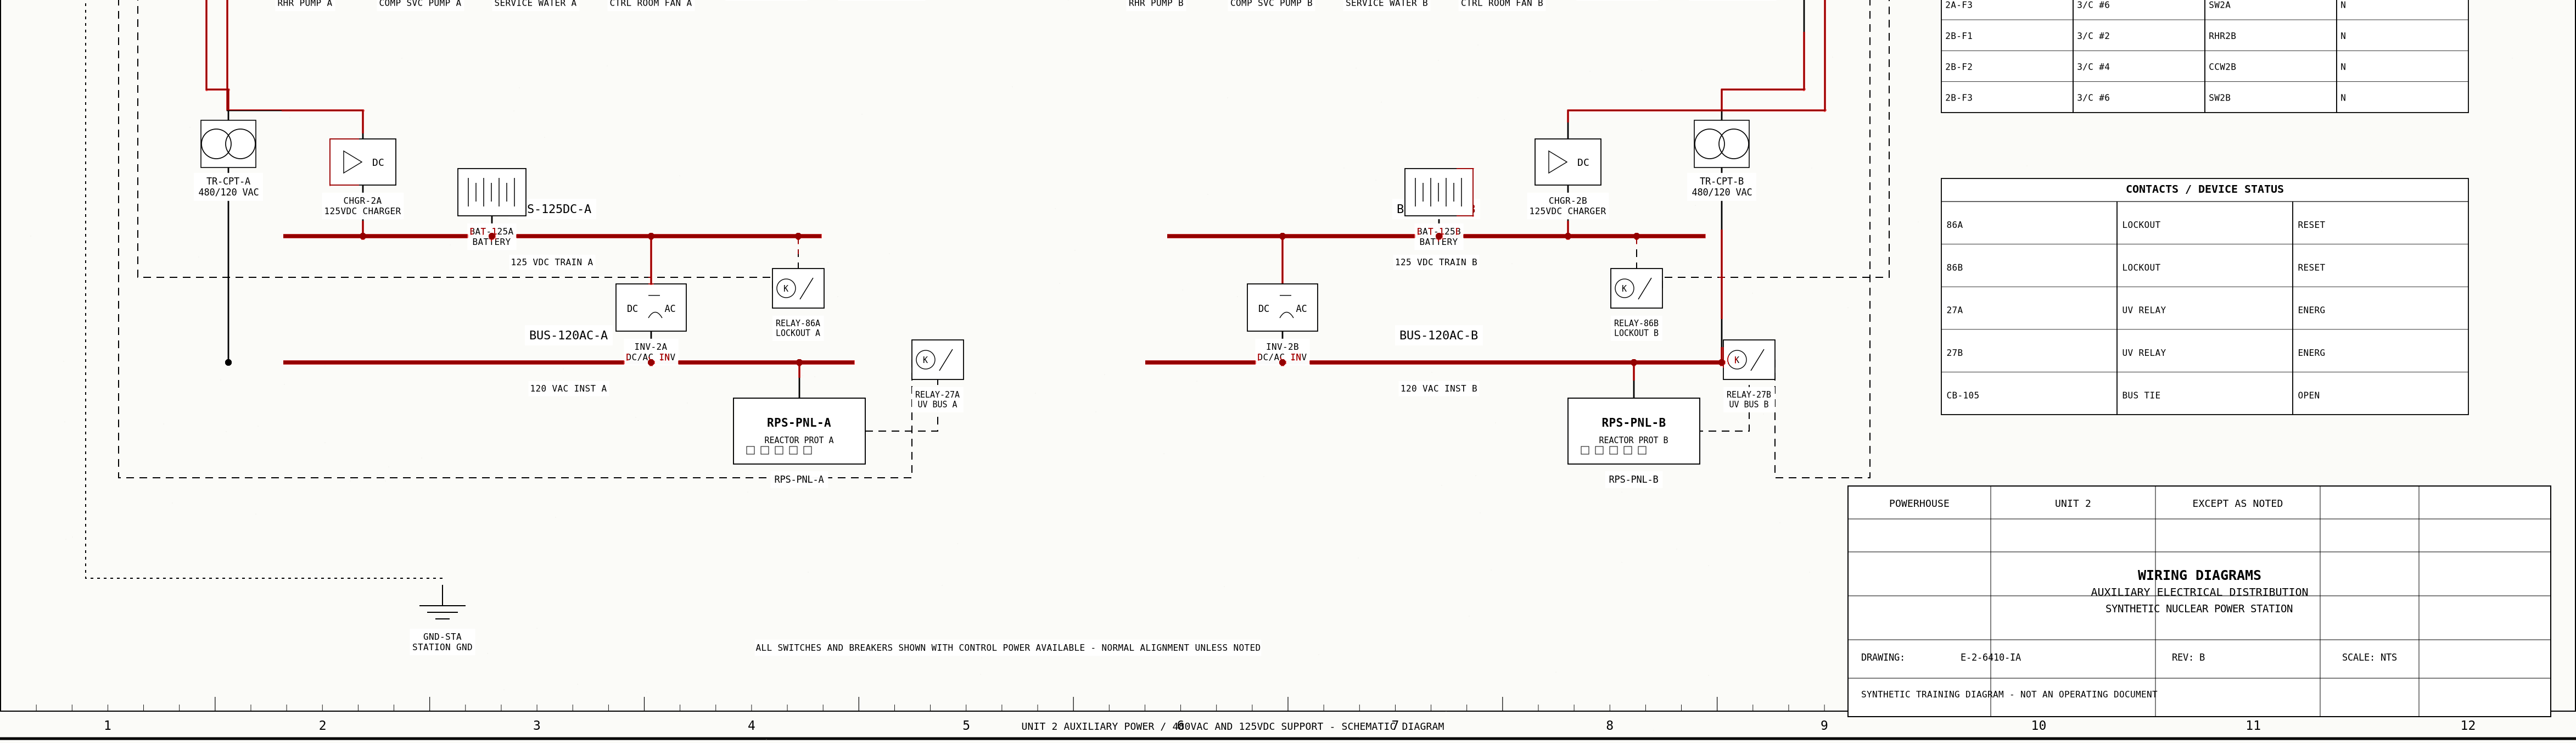 RHR PUMP A COMP SVC PUMP A SERVICE WATER A CTRL ROOM FAN A RHR PUMP B COMP SVC PUMP B SERVICE WATER B CTRL ROOM FAN B
2A-F3 3/C #6 SW2A N
2B-F1 3/C #2 RHR2B N
2B-F2 3/C #4 CCW2B N
2B-F3 3/C #6 SW2B N
TR-CPT-A
480/120 VAC
DC
CHGR-2A
125VDC CHARGER
S-125DC-A
BAT-125A
BATTERY
125 VDC TRAIN A
K
RELAY-86A
LOCKOUT A
DC AC
INV-2A
DC/AC INV
BUS-120AC-A
120 VAC INST A
K
RELAY-27A
UV BUS A
RPS-PNL-A
REACTOR PROT A
RPS-PNL-A
GND-STA
STATION GND
B
BAT-125B
BATTERY
125 VDC TRAIN B
DC
CHGR-2B
125VDC CHARGER
TR-CPT-B
480/120 VAC
K
RELAY-86B
LOCKOUT B
DC AC
INV-2B
DC/AC INV
BUS-120AC-B
120 VAC INST B
K
RELAY-27B
UV BUS B
RPS-PNL-B
REACTOR PROT B
RPS-PNL-B
CONTACTS / DEVICE STATUS
86A LOCKOUT RESET
86B LOCKOUT RESET
27A UV RELAY ENERG
27B UV RELAY ENERG
CB-105 BUS TIE OPEN
POWERHOUSE UNIT 2 EXCEPT AS NOTED
WIRING DIAGRAMS
AUXILIARY ELECTRICAL DISTRIBUTION
SYNTHETIC NUCLEAR POWER STATION
DRAWING: E-2-6410-IA REV: B SCALE: NTS
SYNTHETIC TRAINING DIAGRAM - NOT AN OPERATING DOCUMENT
ALL SWITCHES AND BREAKERS SHOWN WITH CONTROL POWER AVAILABLE - NORMAL ALIGNMENT UNLESS NOTED
1 2 3 4 5 6 7 8 9 10 11 12
UNIT 2 AUXILIARY POWER / 480VAC AND 125VDC SUPPORT - SCHEMATIC DIAGRAM